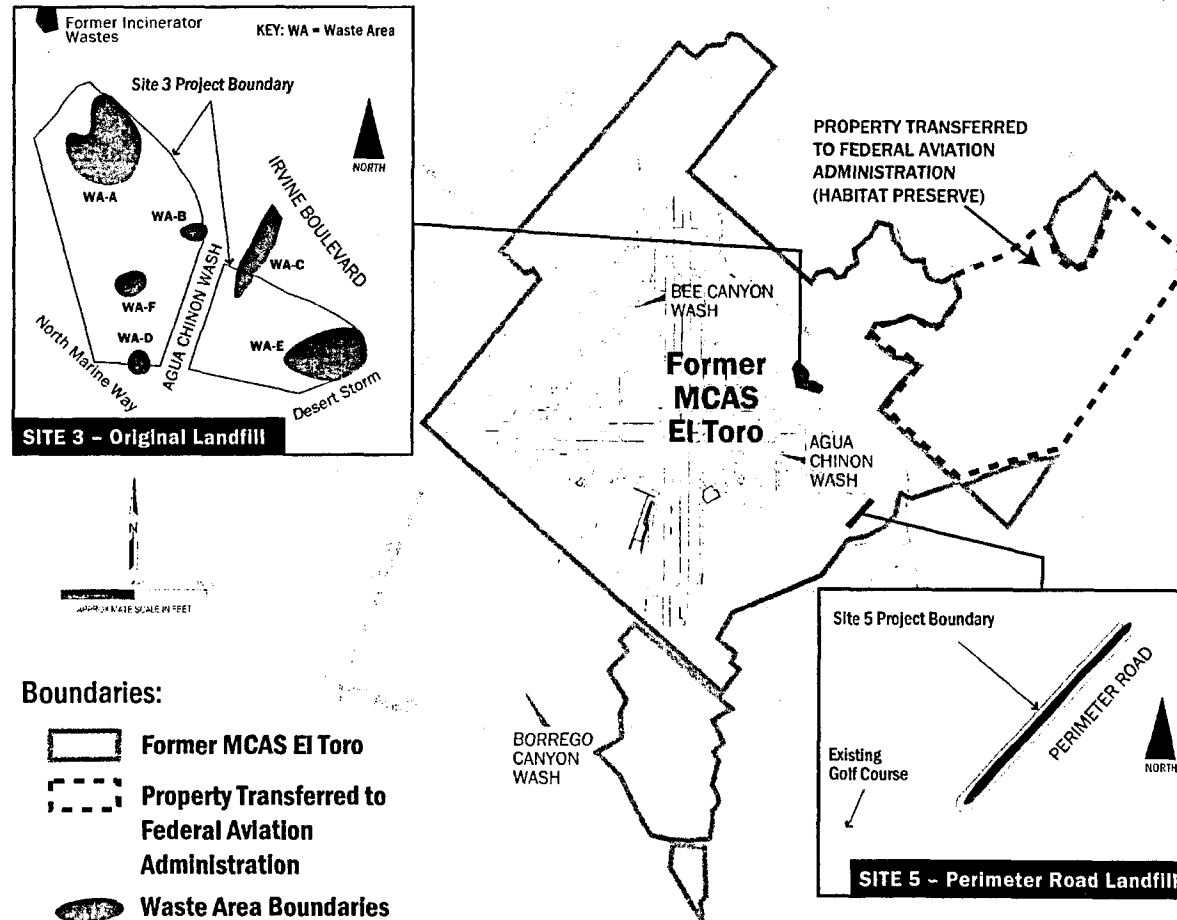 Former Incinerator
Wastes
KEY: WA = Waste Area
Site 3 Project Boundary
NORTH
WA-A
WA-B
WA-C
WA-F
WA-D
WA-E
IRVINE BOULEVARD
AGUA CHINON WASH
North Marine Way
Desert Storm
SITE 3 – Original Landfill
PROPERTY TRANSFERRED
TO FEDERAL AVIATION
ADMINISTRATION
(HABITAT PRESERVE)
BEE CANYON
WASH
Former
MCAS
El Toro
AGUA
CHINON
WASH
N
APPROXIMATE SCALE IN FEET
BORREGO
CANYON
WASH
Boundaries:
Former MCAS El Toro
Property Transferred to
Federal Aviation
Administration
Waste Area Boundaries
Site 5 Project Boundary
PERIMETER ROAD
NORTH
Existing
Golf Course
SITE 5 – Perimeter Road Landfill